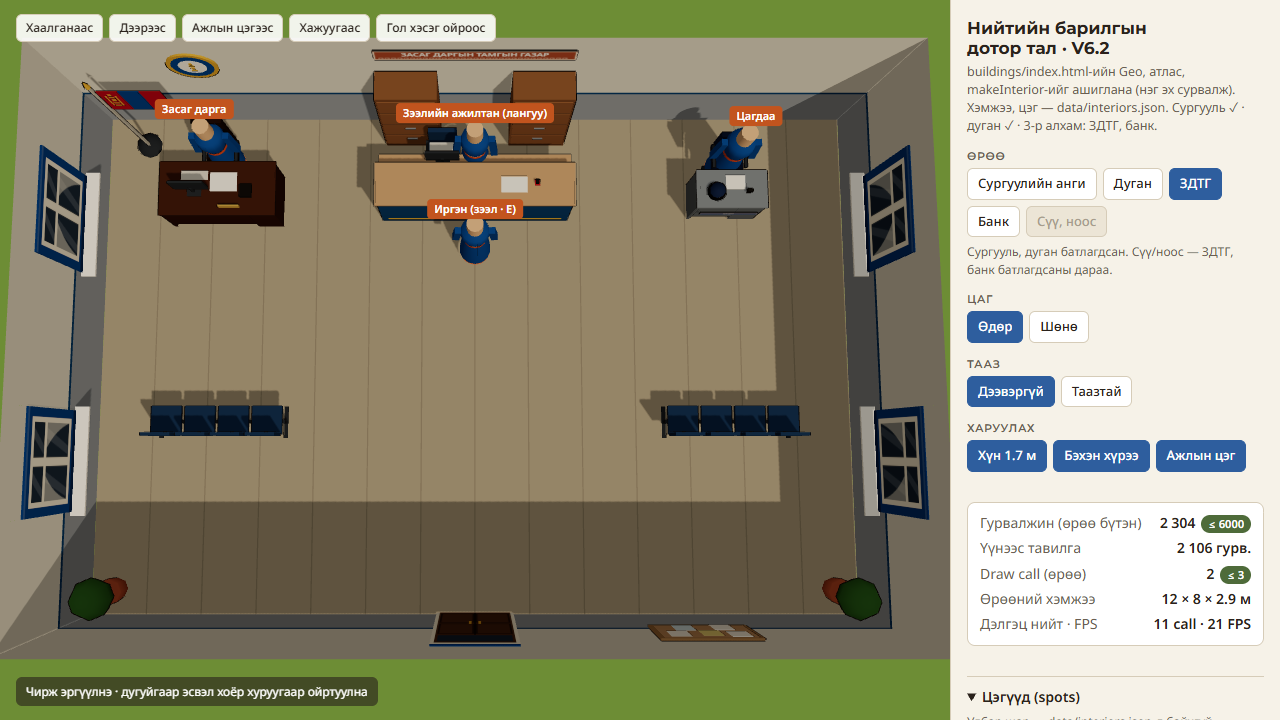 Хаалганаас
Дээрээс
Ажлын цэгээс
Хажуугаас
Гол хэсэг ойроос
ЗАСАГ ДАРГЫН ТАМГЫН ГАЗАР
Засаг дарга
Зээлийн ажилтан (лангуу)
Цагдаа
Иргэн (зээл · E)
Чирж эргүүлнэ · дугуйгаар эсвэл хоёр хуруугаар ойртуулна
Нийтийн барилгын
дотор тал · V6.2
buildings/index.html-ийн Geo, атлас,
makeInterior-ийг ашиглана (нэг эх сурвалж).
Хэмжээ, цэг — data/interiors.json. Сургууль ✓ ·
дуган ✓ · 3-р алхам: ЗДТГ, банк.
ӨРӨӨ
Сургуулийн анги
Дуган
ЗДТГ
Банк
Сүү, ноос
Сургууль, дуган батлагдсан. Сүү/ноос — ЗДТГ,
банк батлагдсаны дараа.
ЦАГ
Өдөр
Шөнө
ТААЗ
Дээвэргүй
Таазтай
ХАРУУЛАХ
Хүн 1.7 м
Бэхэн хүрээ
Ажлын цэг
Гурвалжин (өрөө бүтэн) 2 304 ≤ 6000
Үүнээс тавилга 2 106 гурв.
Draw call (өрөө) 2 ≤ 3
Өрөөний хэмжээ 12 × 8 × 2.9 м
Дэлгэц нийт · FPS 11 call · 21 FPS
▼ Цэгүүд (spots)